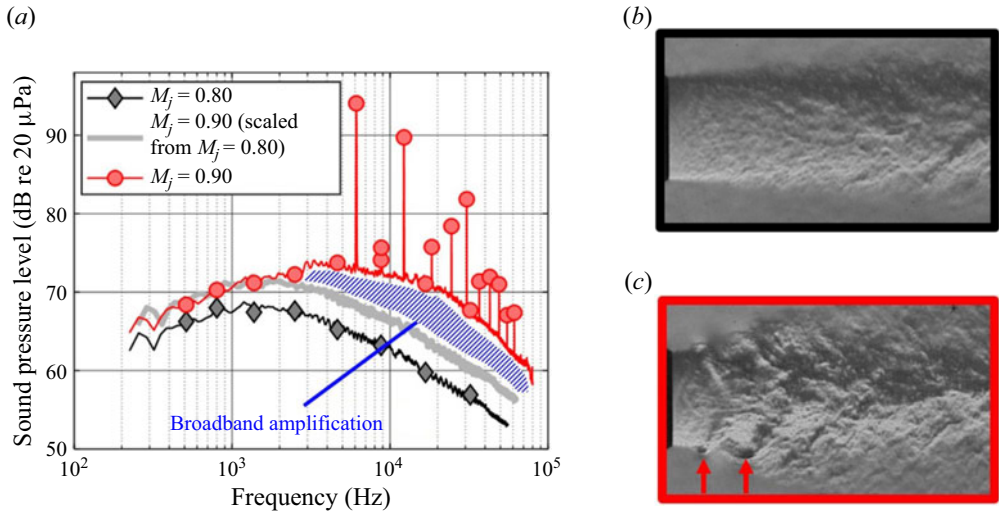 (a)
Sound pressure level (dB re 20 μPa)
90
80
70
60
50
M_j = 0.80
M_j = 0.90 (scaled
from M_j = 0.80)
M_j = 0.90
Broadband amplification
10^2
10^3
10^4
10^5
Frequency (Hz)
(b)
(c)